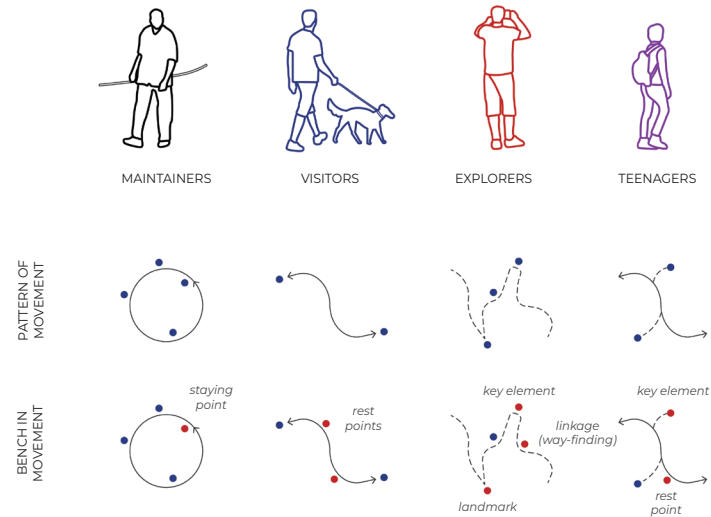 MAINTAINERS
VISITORS
EXPLORERS
TEENAGERS
PATTERN OF
MOVEMENT
BENCH IN
MOVEMENT
staying
point
rest
points
key element
linkage
(way-finding)
landmark
key element
rest
point